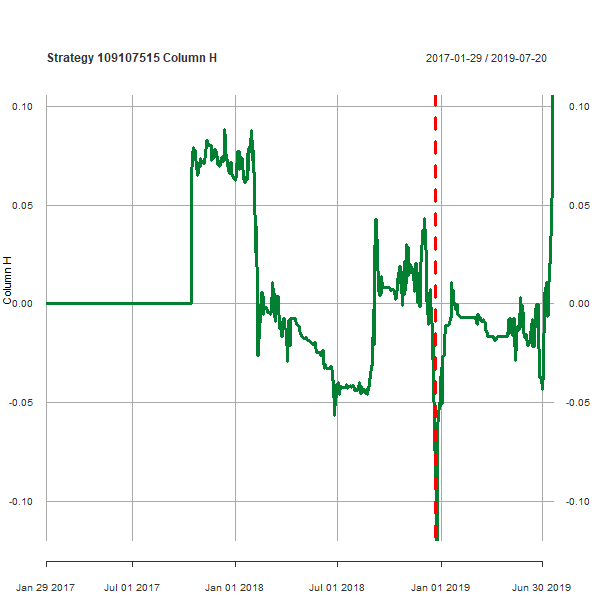 Strategy 109107515 Column H
2017-01-29 / 2019-07-20
0.10
0.10
0.05
0.05
Column H
0.00
0.00
-0.05
-0.05
-0.10
-0.10
Jan 29 2017
Jul 01 2017
Jan 01 2018
Jul 01 2018
Jan 01 2019
Jun 30 2019